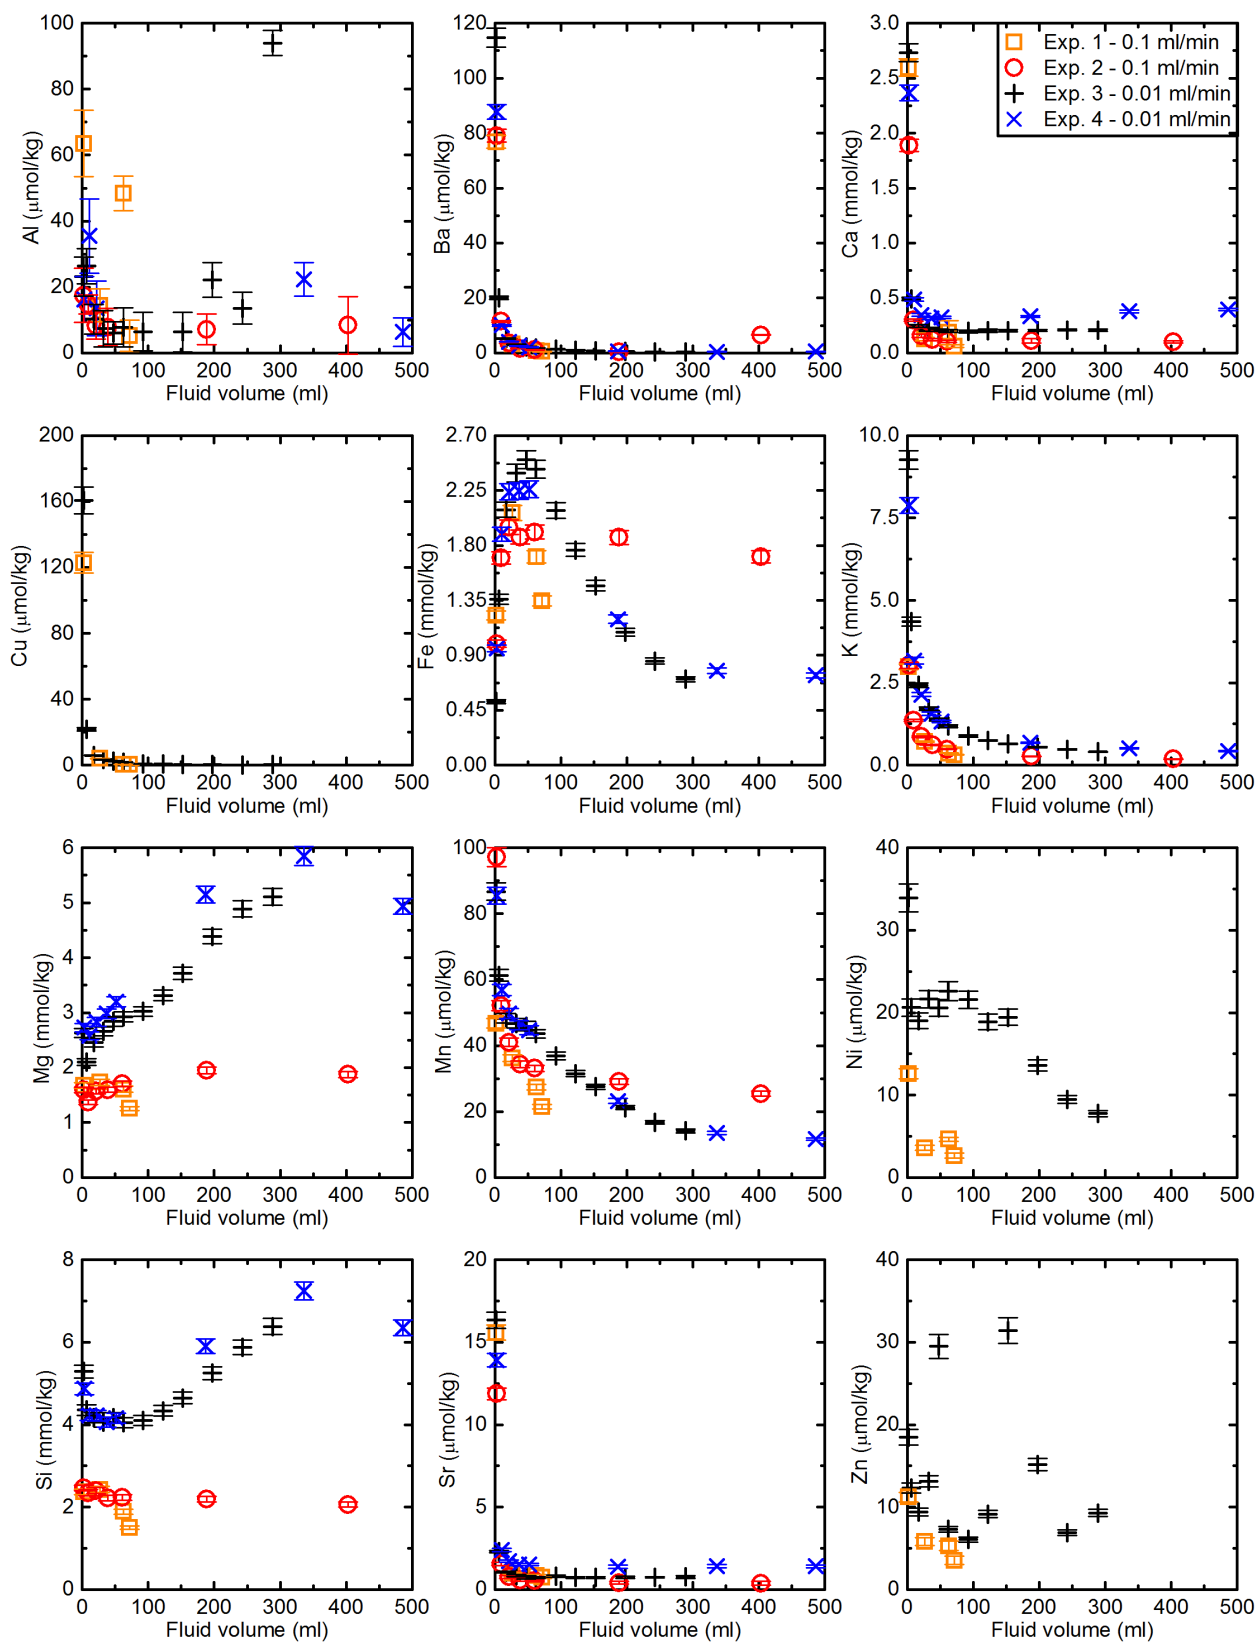 100
80
60
40
20
0
Al (μmol/kg)
0 100 200 300 400 500
Fluid volume (ml)
120
100
80
60
40
20
0
Ba (μmol/kg)
0 100 200 300 400 500
Fluid volume (ml)
3.0
2.5
2.0
1.5
1.0
0.5
0.0
Ca (mmol/kg)
0 100 200 300 400 500
Fluid volume (ml)
Exp. 1 - 0.1 ml/min
Exp. 2 - 0.1 ml/min
Exp. 3 - 0.01 ml/min
Exp. 4 - 0.01 ml/min
200
160
120
80
40
0
Cu (μmol/kg)
0 100 200 300 400 500
Fluid volume (ml)
2.70
2.25
1.80
1.35
0.90
0.45
0.00
Fe (mmol/kg)
0 100 200 300 400 500
Fluid volume (ml)
10.0
7.5
5.0
2.5
0.0
K (mmol/kg)
0 100 200 300 400 500
Fluid volume (ml)
6
5
4
3
2
1
0
Mg (mmol/kg)
0 100 200 300 400 500
Fluid volume (ml)
100
80
60
40
20
0
Mn (μmol/kg)
0 100 200 300 400 500
Fluid volume (ml)
40
30
20
10
0
Ni (μmol/kg)
0 100 200 300 400 500
Fluid volume (ml)
8
6
4
2
0
Si (mmol/kg)
0 100 200 300 400 500
Fluid volume (ml)
20
15
10
5
0
Sr (μmol/kg)
0 100 200 300 400 500
Fluid volume (ml)
40
30
20
10
0
Zn (μmol/kg)
0 100 200 300 400 500
Fluid volume (ml)